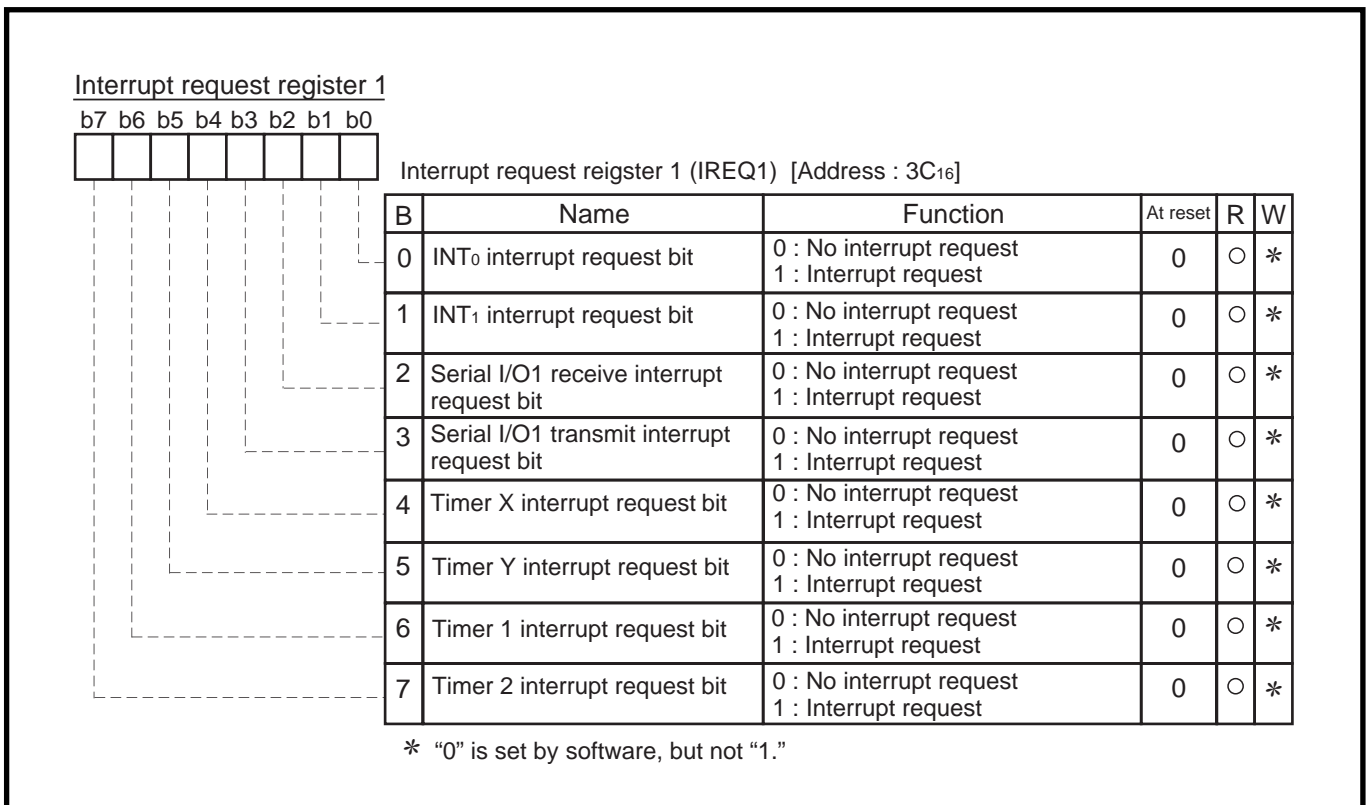 Interrupt request register 1
b7 b6 b5 b4 b3 b2 b1 b0
Interrupt request reigster 1 (IREQ1) [Address : 3C16]
B Name Function At reset R W
0 INT0 interrupt request bit 0 : No interrupt request
1 : Interrupt request 0 ○ *
1 INT1 interrupt request bit 0 : No interrupt request
1 : Interrupt request 0 ○ *
2 Serial I/O1 receive interrupt
request bit 0 : No interrupt request
1 : Interrupt request 0 ○ *
3 Serial I/O1 transmit interrupt
request bit 0 : No interrupt request
1 : Interrupt request 0 ○ *
4 Timer X interrupt request bit 0 : No interrupt request
1 : Interrupt request 0 ○ *
5 Timer Y interrupt request bit 0 : No interrupt request
1 : Interrupt request 0 ○ *
6 Timer 1 interrupt request bit 0 : No interrupt request
1 : Interrupt request 0 ○ *
7 Timer 2 interrupt request bit 0 : No interrupt request
1 : Interrupt request 0 ○ *
* “0” is set by software, but not “1.”